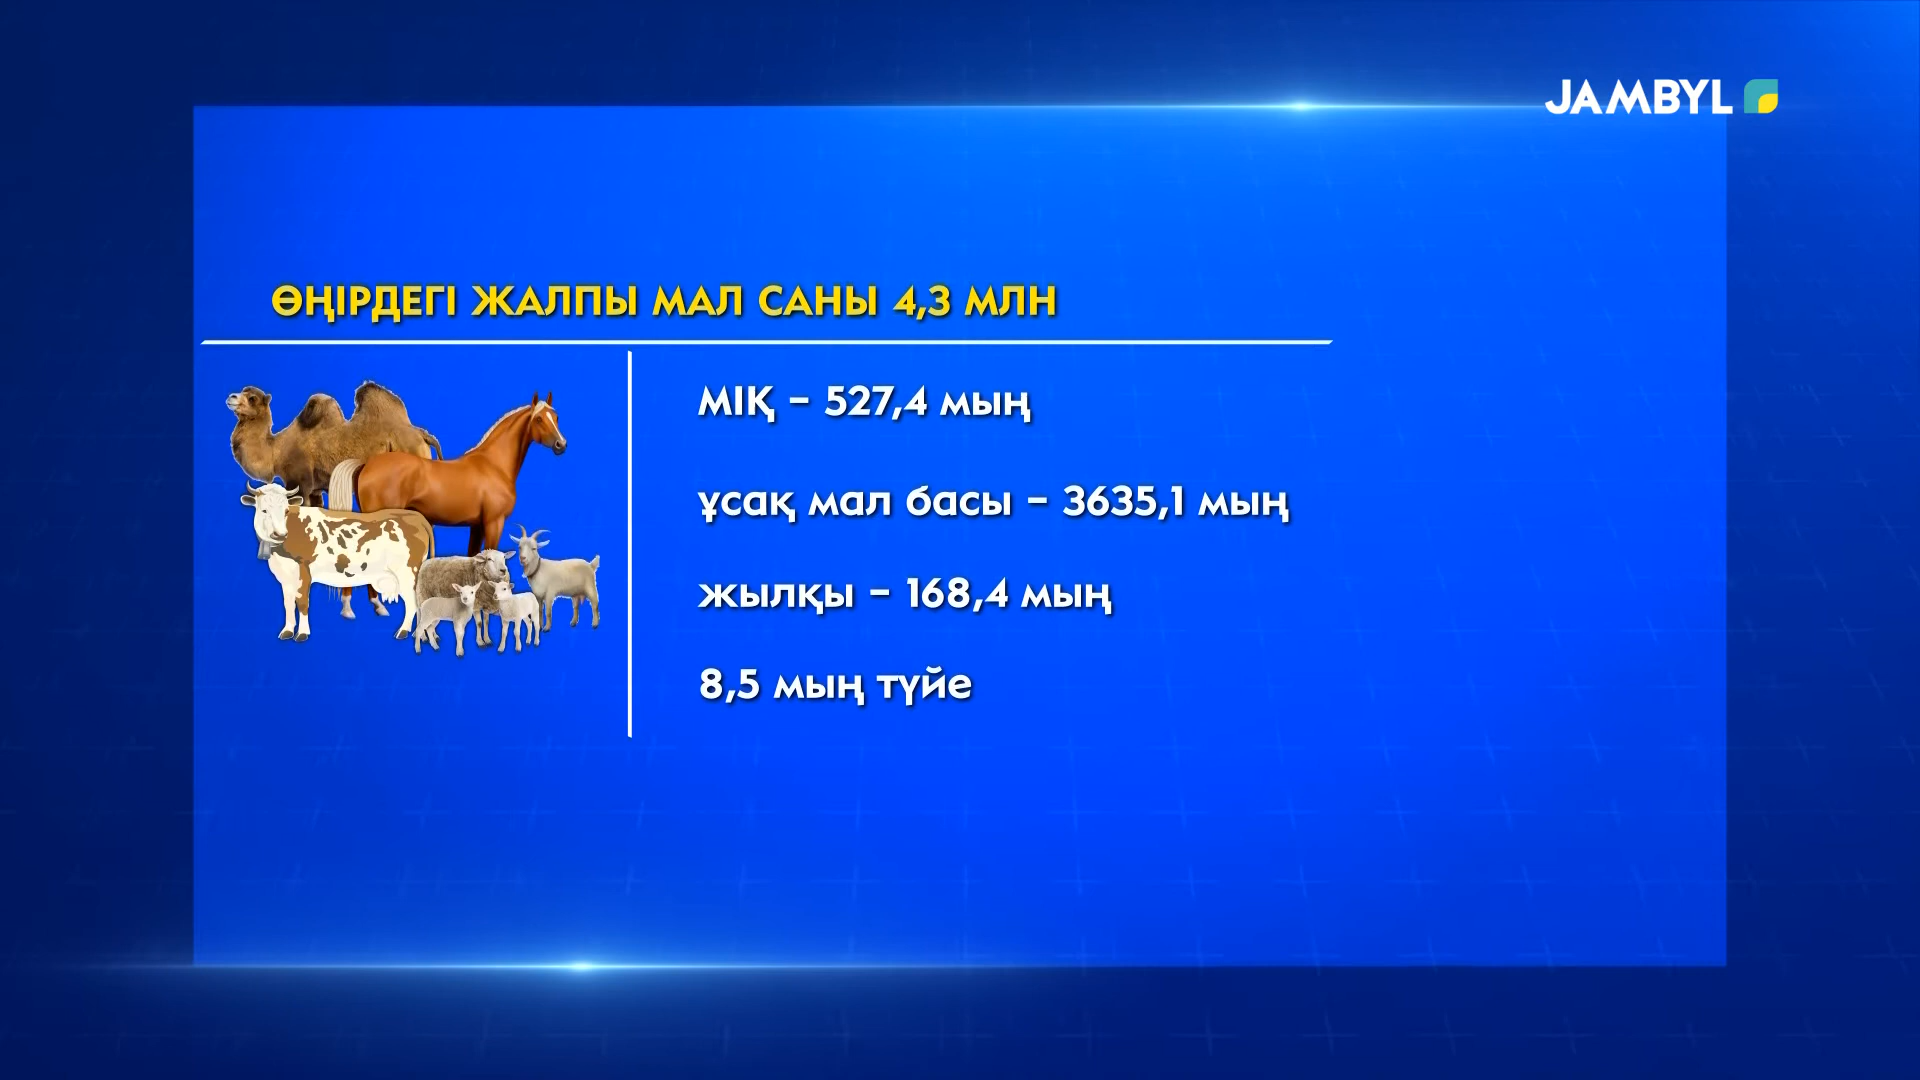 JAMBYL
ӨҢІРДЕГІ ЖАЛПЫ МАЛ САНЫ 4,3 МЛН
МІҚ – 527,4 мың
ұсақ мал басы – 3635,1 мың
жылқы – 168,4 мың
8,5 мың түйе